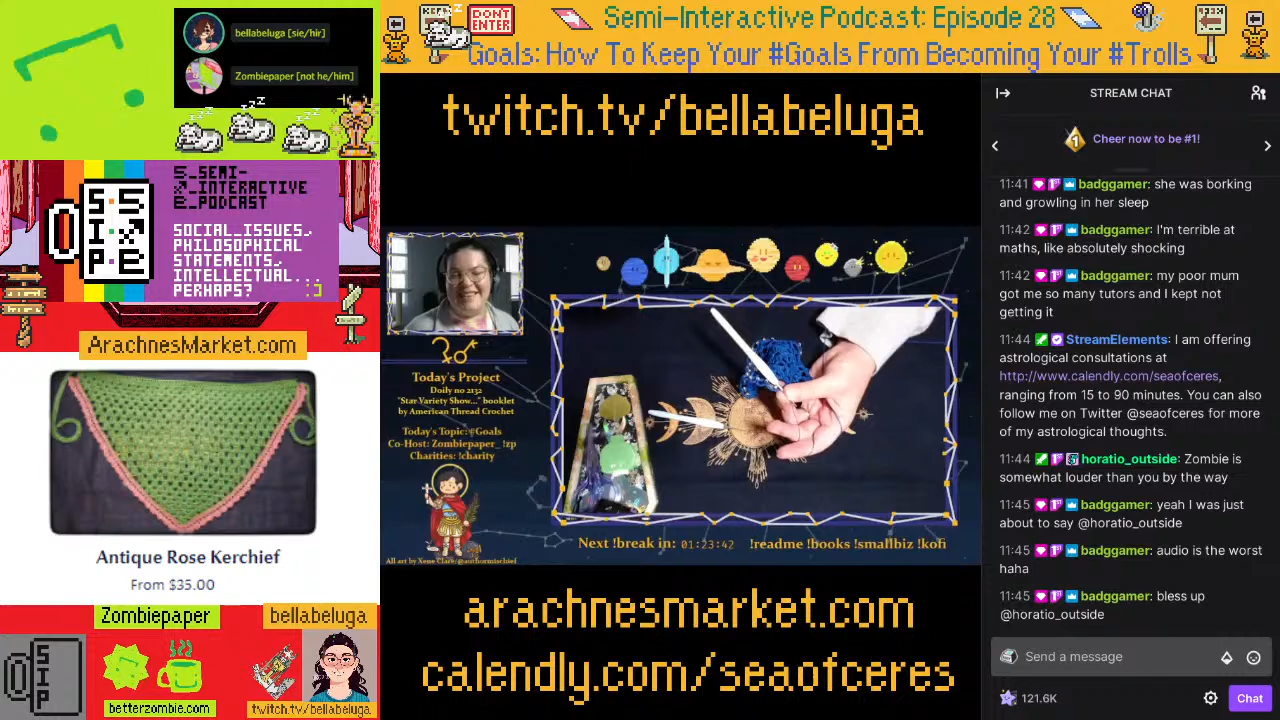 bellabeluga [sie/hir]
Zombiepaper [not he/him]
DON'T
ENTER
Semi-Interactive Podcast: Episode 28
Goals: How To Keep Your #Goals From Becoming Your #Trolls
SEMI-
INTERACTIVE
PODCAST
SOCIAL ISSUES,
PHILOSOPHICAL
STATEMENTS,
INTELLECTUAL...
PERHAPS? :j
ArachnesMarket.com
Antique Rose Kerchief
From $35.00
Zombiepaper
bellabeluga
SIP
betterzombie.com
twitch.tv/bellabeluga
twitch.tv/bellabeluga
Today's Project
Doily no 2132
"Star Variety Show..." booklet
by American Thread Crochet
Today's Topic: #Goals
Co-Host: Zombiepaper_ !zp
Charities: !charity
All art by Xene Clare/@authormischief
Next !break in: 01:23:42 !readme !books !smallbiz !kofi
arachnesmarket.com
calendly.com/seaofceres
STREAM CHAT
1 Cheer now to be #1!
11:41 badggamer: she was borking
and growling in her sleep
11:42 badggamer: I'm terrible at
maths, like absolutely shocking
11:42 badggamer: my poor mum
got me so many tutors and I kept not
getting it
11:44 StreamElements: I am offering
astrological consultations at
http://www.calendly.com/seaofceres,
ranging from 15 to 90 minutes. You can also
follow me on Twitter @seaofceres for more
of my astrological thoughts.
11:44 horatio_outside: Zombie is
somewhat louder than you by the way
11:45 badggamer: yeah I was just
about to say @horatio_outside
11:45 badggamer: audio is the worst
haha
11:45 badggamer: bless up
@horatio_outside
Send a message
121.6K
Chat